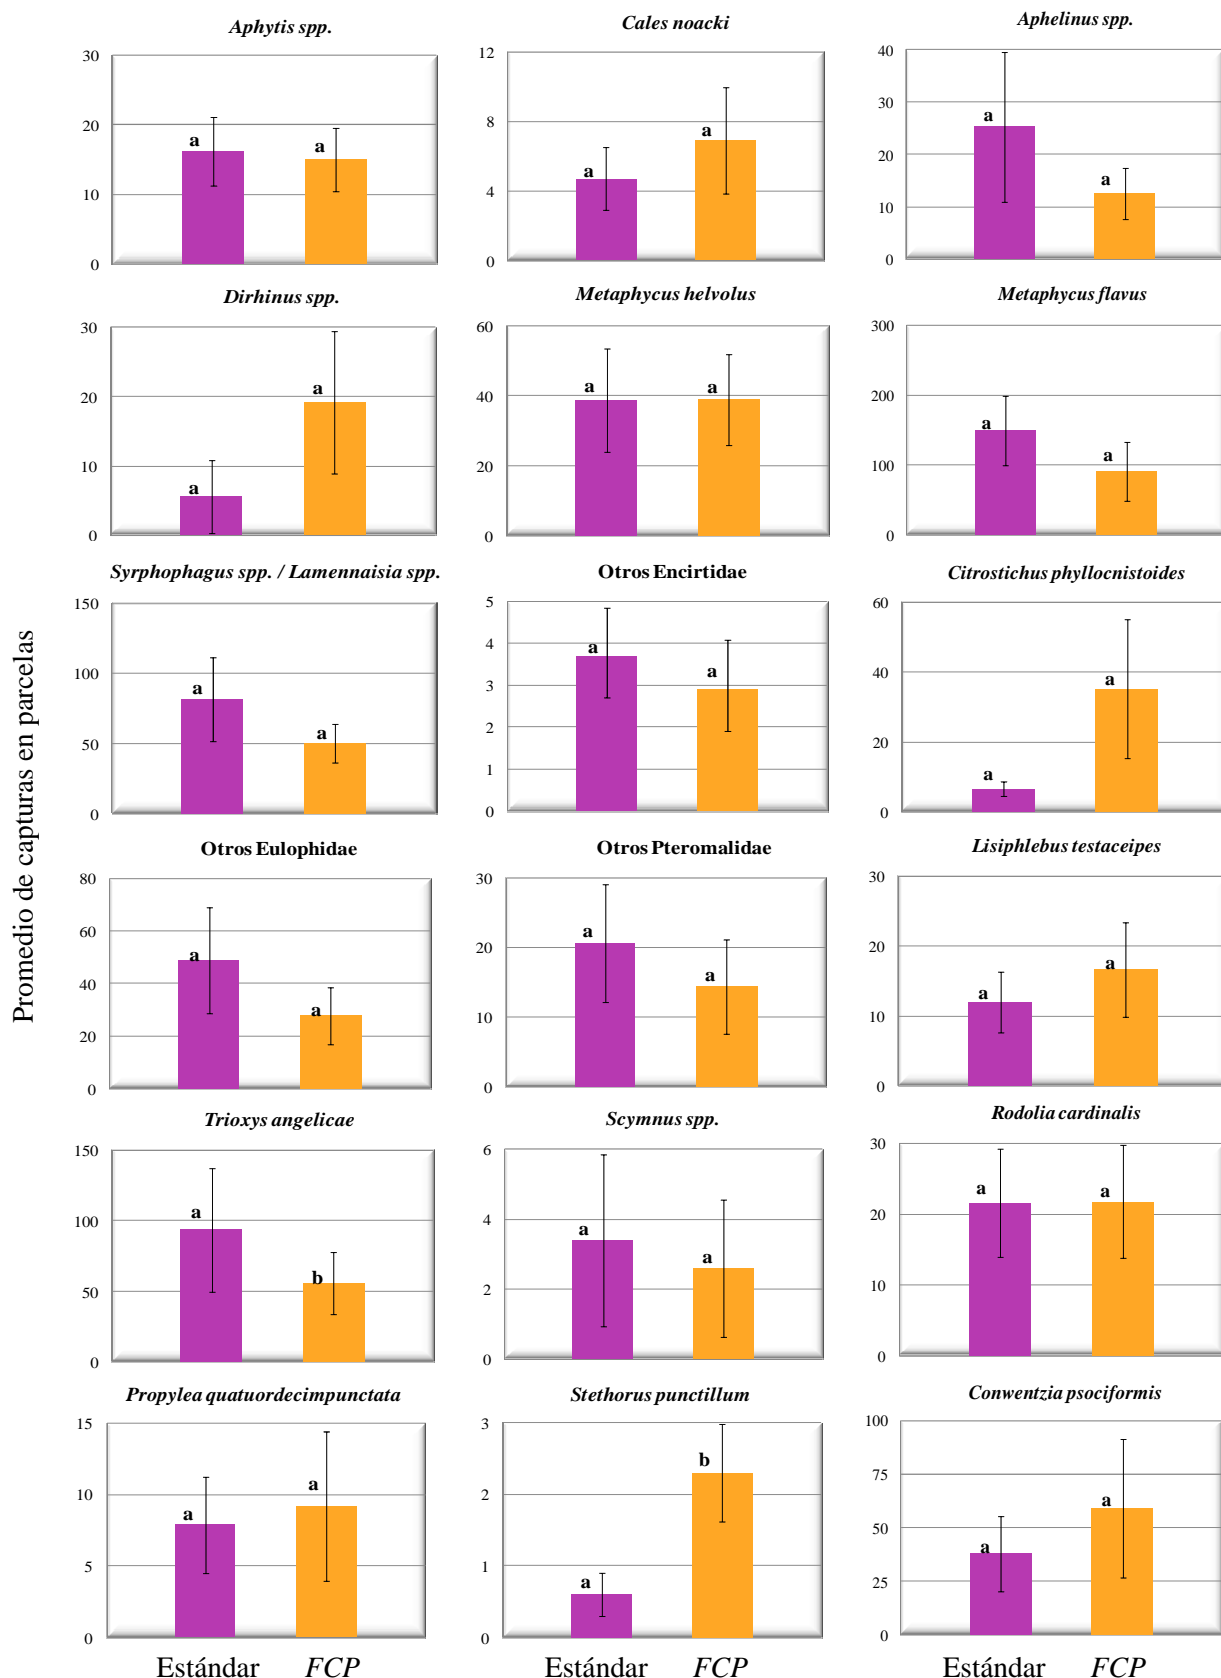 Aphytis spp.
Cales noacki
Aphelinus spp.
30
20
10
0
a
a
12
8
4
0
a
a
40
30
20
10
0
a
a
Dirhinus spp.
Metaphycus helvolus
Metaphycus flavus
30
20
10
0
a
a
60
40
20
0
a
a
300
200
100
0
a
a
Syrphophagus spp. / Lamennaisia spp.
Otros Encirtidae
Citrostichus phyllocnistoides
150
100
50
0
a
a
5
4
3
2
1
0
a
a
60
40
20
0
a
a
Promedio de capturas en parcelas
Otros Eulophidae
Otros Pteromalidae
Lisiphlebus testaceipes
80
60
40
20
0
a
a
30
20
10
0
a
a
30
20
10
0
a
a
Trioxys angelicae
Scymnus spp.
Rodolia cardinalis
150
100
50
0
a
b
6
4
2
0
a
a
30
20
10
0
a
a
Propylea quatuordecimpunctata
Stethorus punctillum
Conwentzia psociformis
15
10
5
0
a
a
3
2
1
0
a
b
100
75
50
25
0
a
a
Estándar FCP
Estándar FCP
Estándar FCP